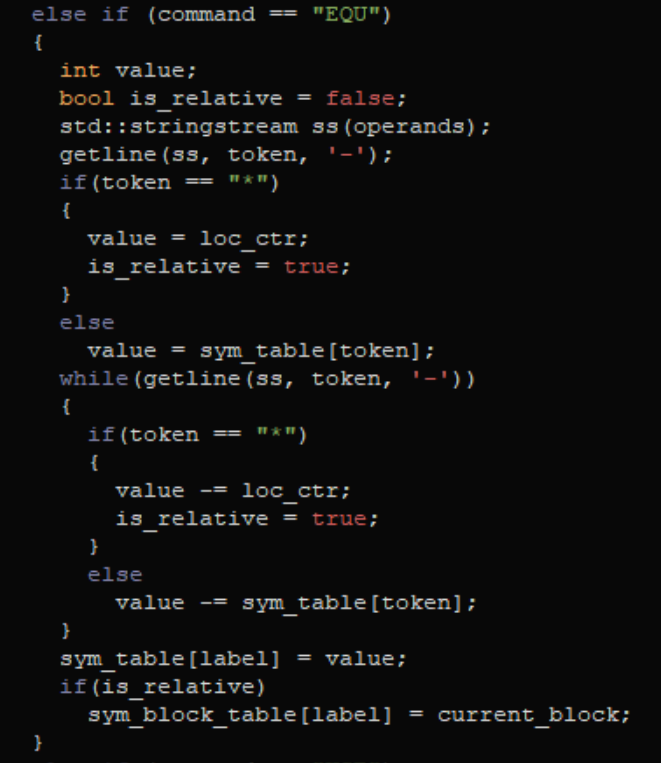 else if (command == "EQU")
{
int value;
bool is_relative = false;
std::stringstream ss(operands);
getline(ss, token, '-');
if(token == "*")
{
value = loc_ctr;
is_relative = true;
}
else
value = sym_table[token];
while(getline(ss, token, '-'))
{
if(token == "*")
{
value -= loc_ctr;
is_relative = true;
}
else
value -= sym_table[token];
}
sym_table[label] = value;
if(is_relative)
sym_block_table[label] = current_block;
}